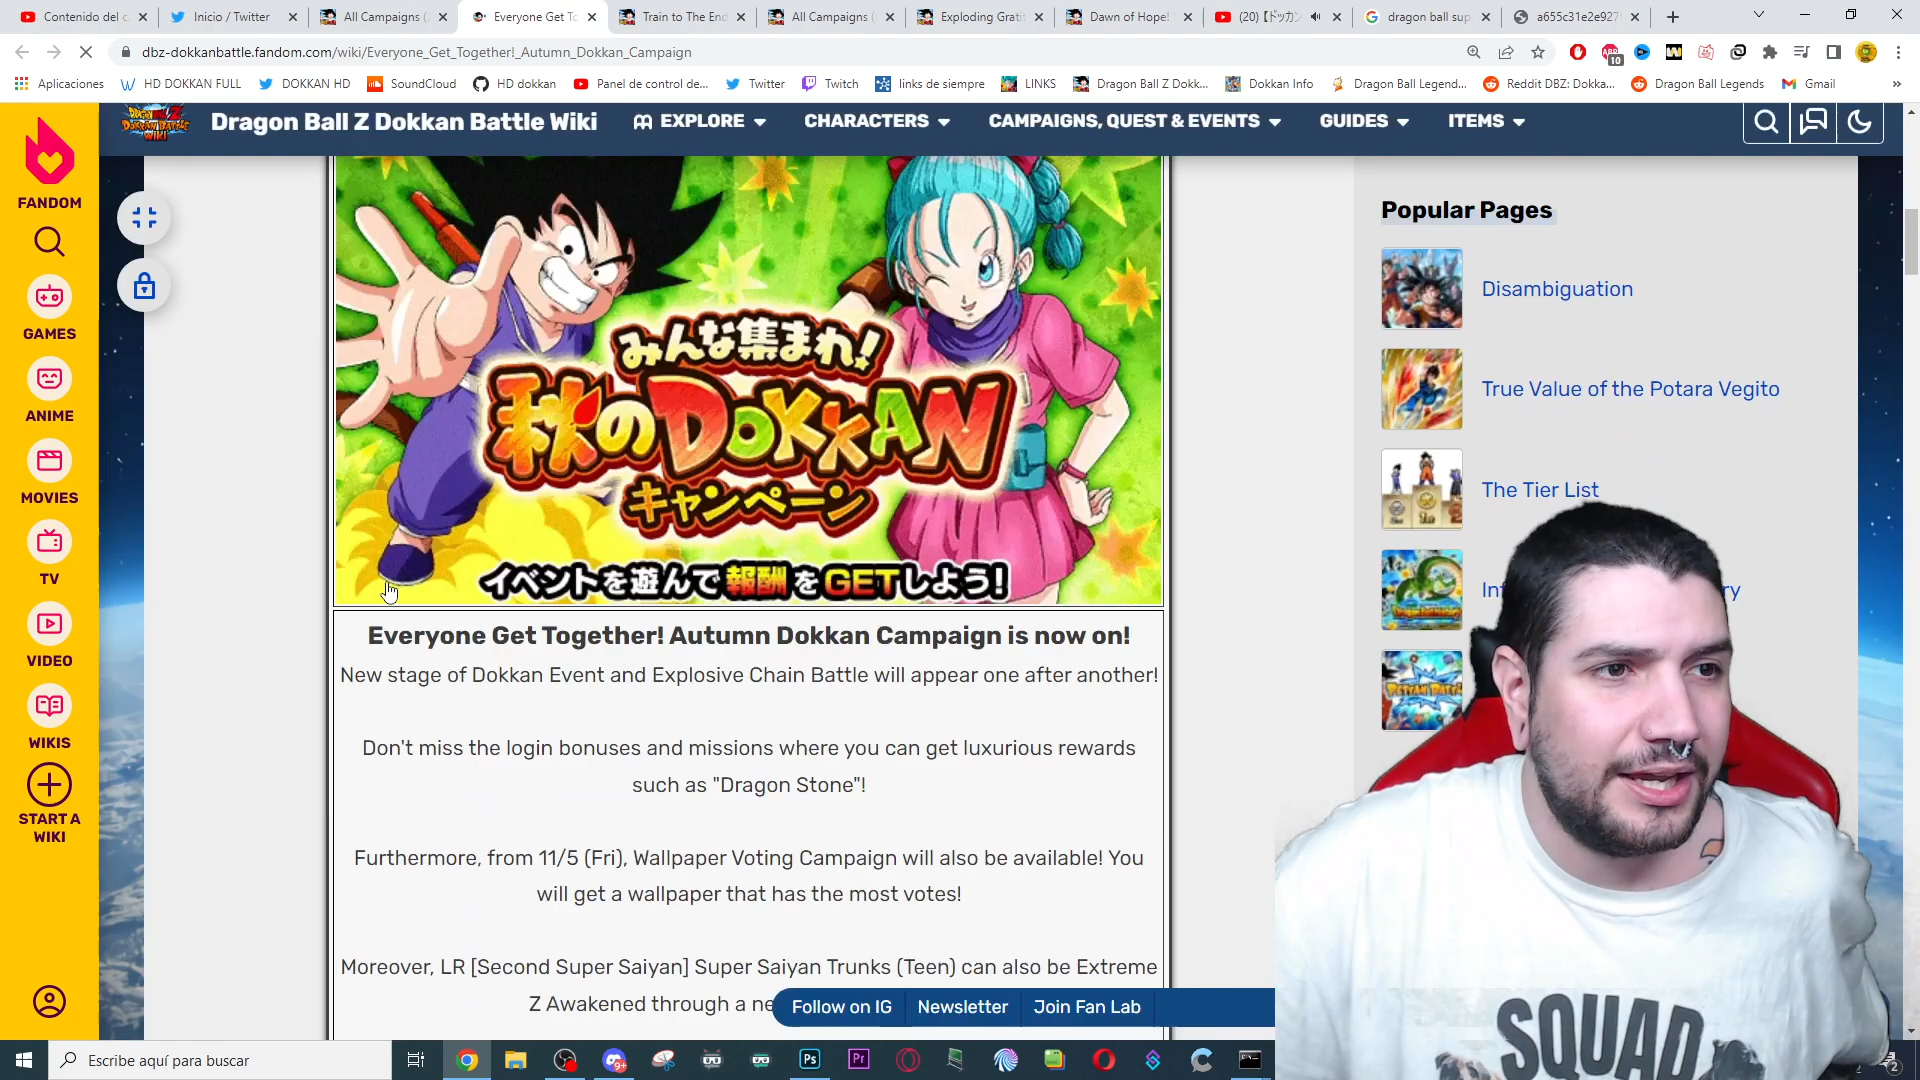 Contenido del c
Inicio / Twitter
All Campaigns (
Everyone Get To
Train to The End
All Campaigns (
Exploding Grati
Dawn of Hope!
(20) 【ドッカン
dragon ball sup
a655c31e2e927
dbz-dokkanbattle.fandom.com/wiki/Everyone_Get_Together!_Autumn_Dokkan_Campaign
10
Aplicaciones
HD DOKKAN FULL
DOKKAN HD
SoundCloud
HD dokkan
Panel de control de...
Twitter
Twitch
links de siempre
LINKS
Dragon Ball Z Dokk...
Dokkan Info
Dragon Ball Legend...
Reddit DBZ: Dokka...
Dragon Ball Legends
Gmail
Dragon Ball Z Dokkan Battle Wiki
EXPLORE
CHARACTERS
CAMPAIGNS, QUEST & EVENTS
GUIDES
ITEMS
FANDOM
GAMES
ANIME
MOVIES
TV
VIDEO
WIKIS
START A
WIKI
みんな集まれ!
秋のDOKKAN
キャンペーン
イベントを遊んで報酬をGETしよう!
Everyone Get Together! Autumn Dokkan Campaign is now on!
New stage of Dokkan Event and Explosive Chain Battle will appear one after another!
Don't miss the login bonuses and missions where you can get luxurious rewards
such as "Dragon Stone"!
Furthermore, from 11/5 (Fri), Wallpaper Voting Campaign will also be available! You
will get a wallpaper that has the most votes!
Moreover, LR [Second Super Saiyan] Super Saiyan Trunks (Teen) can also be Extreme
Z Awakened through a ne
Follow on IG
Newsletter
Join Fan Lab
Popular Pages
Disambiguation
True Value of the Potara Vegito
The Tier List
SQUAD
Escribe aquí para buscar
9+
Ps
Pr
2